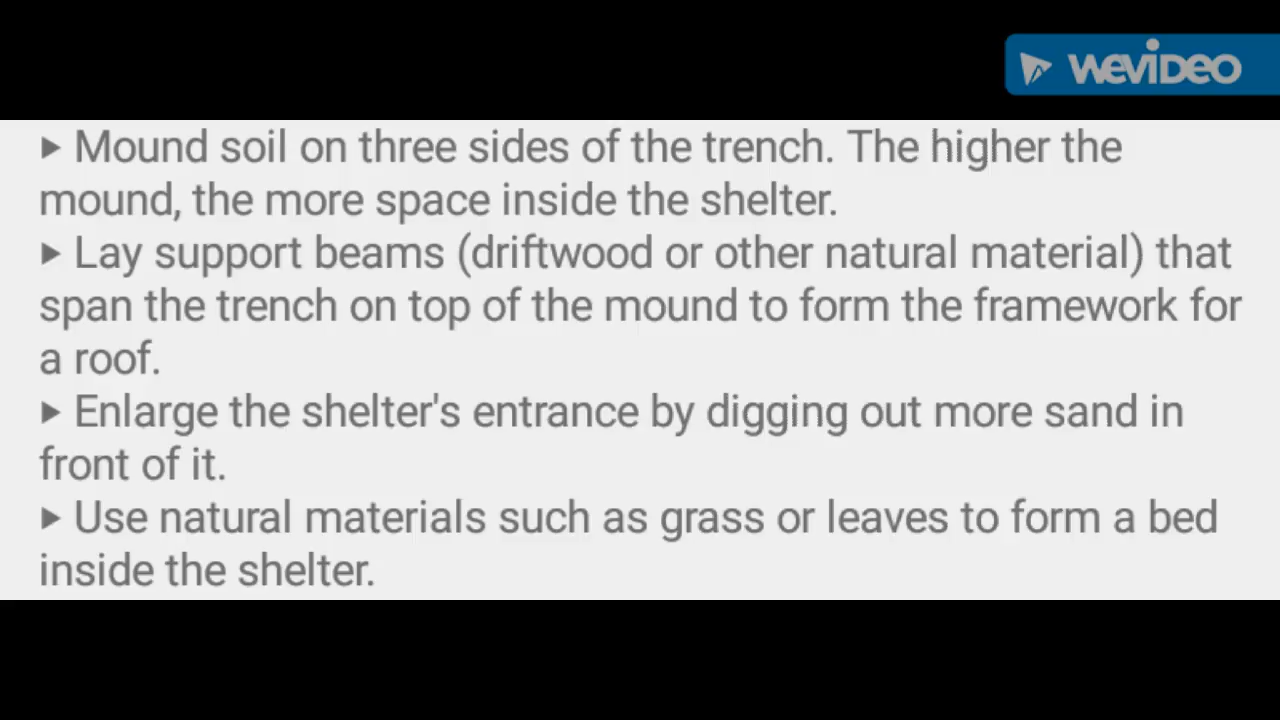 WEVIDEO
▶ Mound soil on three sides of the trench. The higher the
mound, the more space inside the shelter.
▶ Lay support beams (driftwood or other natural material) that
span the trench on top of the mound to form the framework for
a roof.
▶ Enlarge the shelter's entrance by digging out more sand in
front of it.
▶ Use natural materials such as grass or leaves to form a bed
inside the shelter.